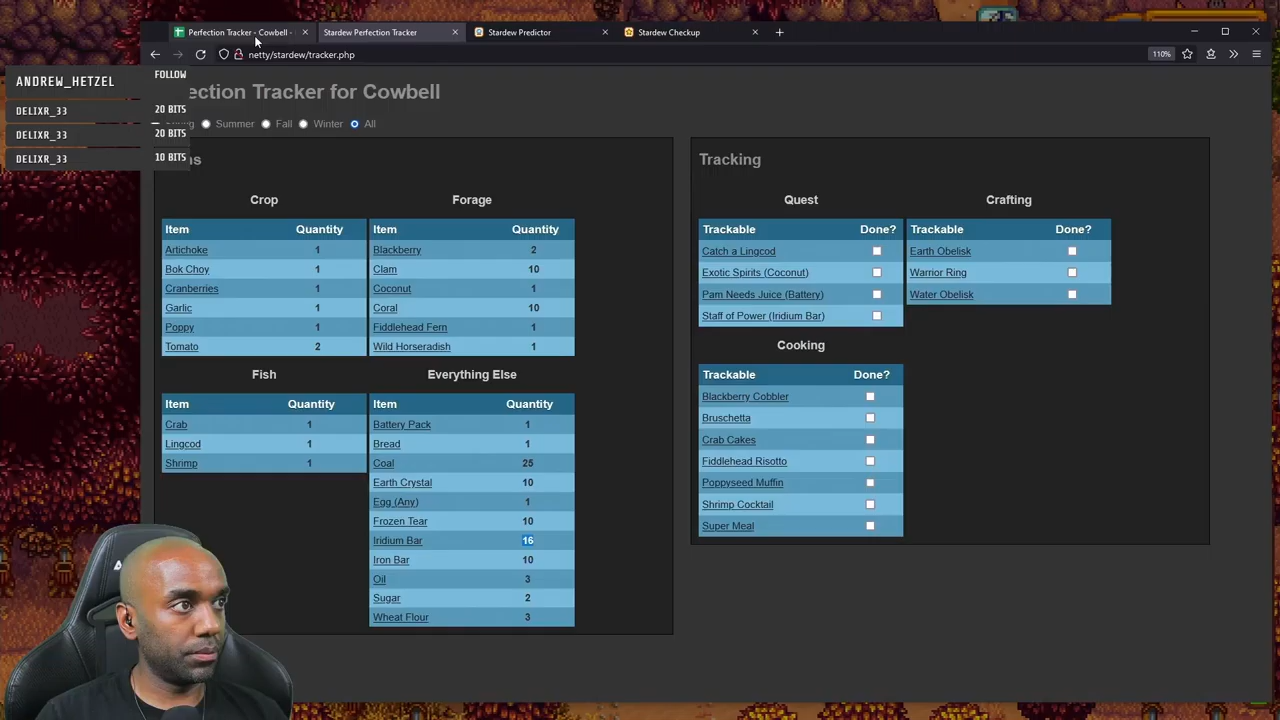 Perfection Tracker - Cowbell -
Stardew Perfection Tracker
Stardew Predictor
Stardew Checkup
netty/stardew/tracker.php
110%
ANDREW_HETZEL FOLLOW
DELIXR_33 20 BITS
DELIXR_33 20 BITS
DELIXR_33 10 BITS
ection Tracker for Cowbell
Summer Fall Winter All
Crop
Item Quantity
Artichoke 1
Bok Choy 1
Cranberries 1
Garlic 1
Poppy 1
Tomato 2
Forage
Item Quantity
Blackberry 2
Clam 10
Coconut 1
Coral 10
Fiddlehead Fern 1
Wild Horseradish 1
Fish
Item Quantity
Crab 1
Lingcod 1
Shrimp 1
Everything Else
Item Quantity
Battery Pack 1
Bread 1
Coal 25
Earth Crystal 10
Egg (Any) 1
Frozen Tear 10
Iridium Bar 16
Iron Bar 10
Oil 3
Sugar 2
Wheat Flour 3
Tracking
Quest
Trackable Done?
Catch a Lingcod
Exotic Spirits (Coconut)
Pam Needs Juice (Battery)
Staff of Power (Iridium Bar)
Crafting
Trackable Done?
Earth Obelisk
Warrior Ring
Water Obelisk
Cooking
Trackable Done?
Blackberry Cobbler
Bruschetta
Crab Cakes
Fiddlehead Risotto
Poppyseed Muffin
Shrimp Cocktail
Super Meal